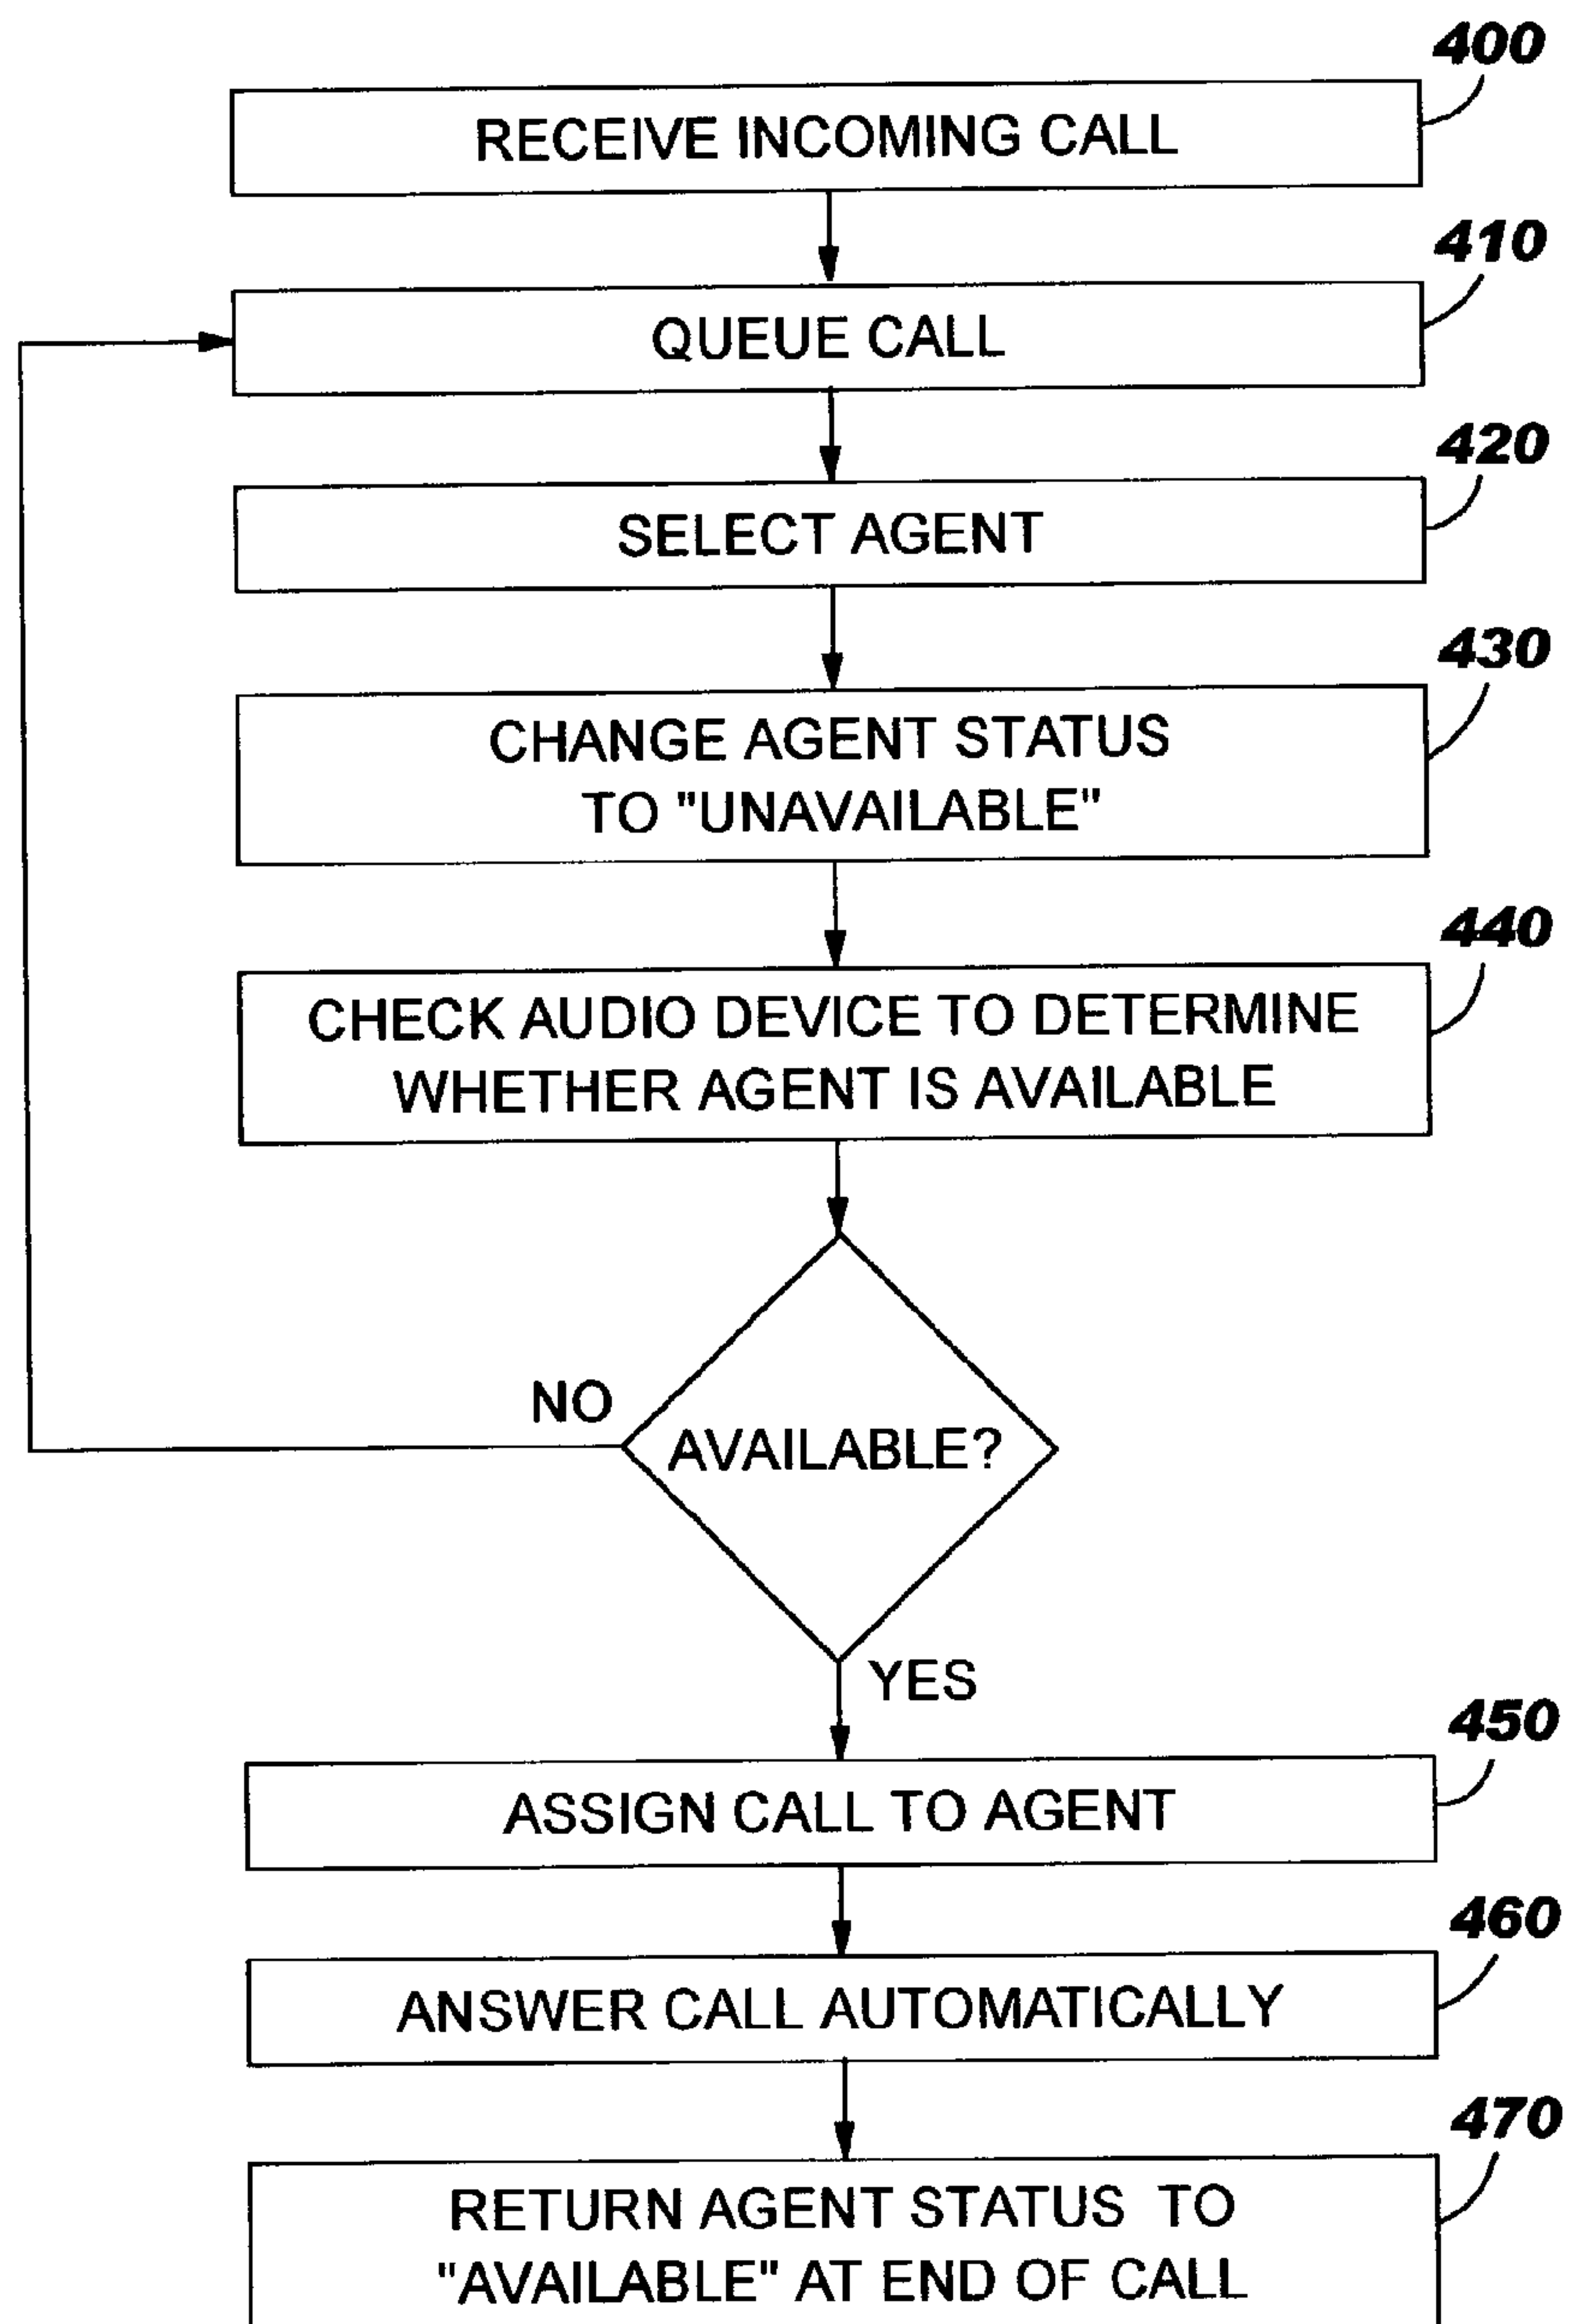 400
RECEIVE INCOMING CALL
410
QUEUE CALL
420
SELECT AGENT
430
CHANGE AGENT STATUS
TO "UNAVAILABLE"
440
CHECK AUDIO DEVICE TO DETERMINE
WHETHER AGENT IS AVAILABLE
NO
AVAILABLE?
YES
450
ASSIGN CALL TO AGENT
460
ANSWER CALL AUTOMATICALLY
470
RETURN AGENT STATUS TO
"AVAILABLE" AT END OF CALL